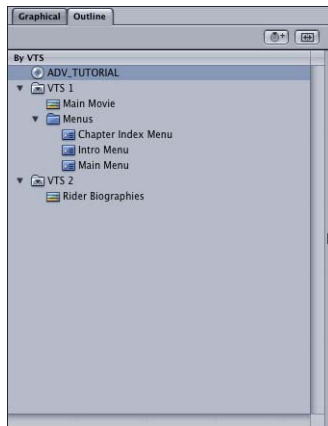 Graphical Outline
By VTS
ADV_TUTORIAL
VTS 1
Main Movie
Menus
Chapter Index Menu
Intro Menu
Main Menu
VTS 2
Rider Biographies